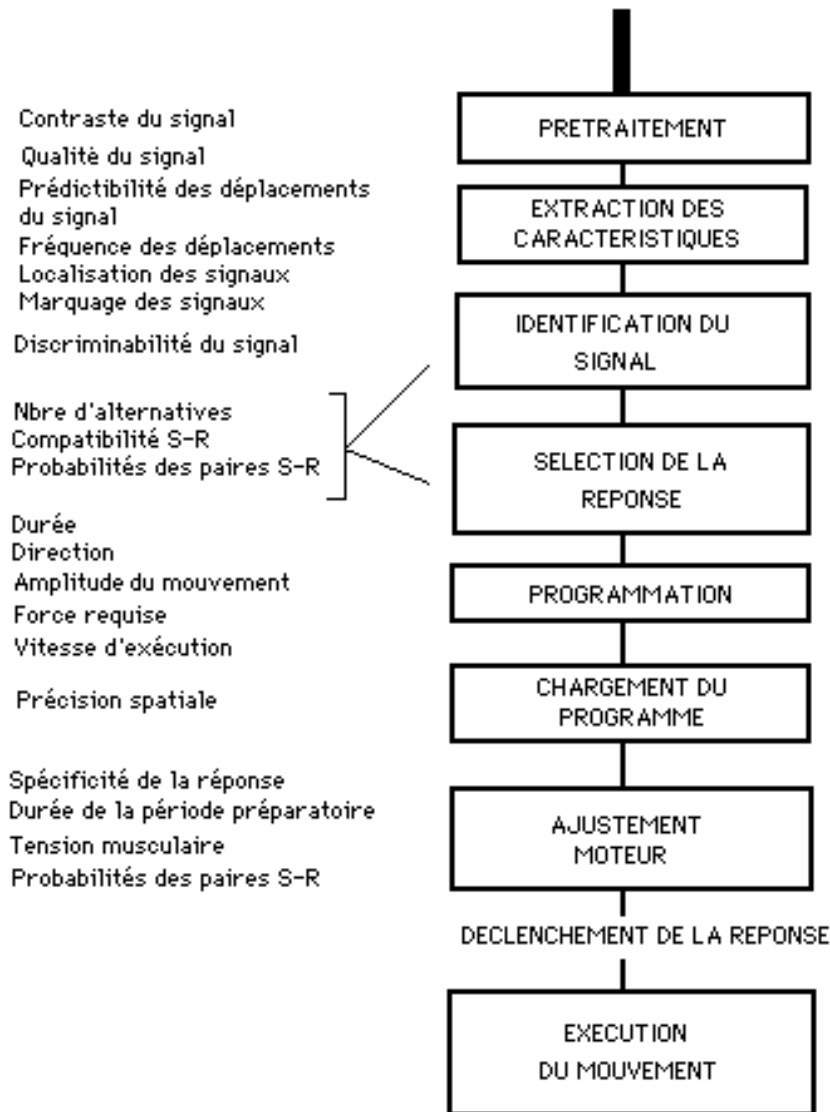 Contraste du signal
PRETRAITEMENT
Qualité du signal
Prédictibilité des déplacements
du signal
EXTRACTION DES
CARACTERISTIQUES
Fréquence des déplacements
Localisation des signaux
Marquage des signaux
IDENTIFICATION DU
SIGNAL
Discriminabilité du signal
Nbre d'alternatives
Compatibilité S-R
Probabilités des paires S-R
SELECTION DE LA
REPONSE
Durée
Direction
Amplitude du mouvement
Force requise
Vitesse d'exécution
PROGRAMMATION
Précision spatiale
CHARGEMENT DU
PROGRAMME
Spécificité de la réponse
Durée de la période préparatoire
Tension musculaire
Probabilités des paires S-R
AJUSTEMENT
MOTEUR
DECLENCHEMENT DE LA REPONSE
EXECUTION
DU MOUVEMENT